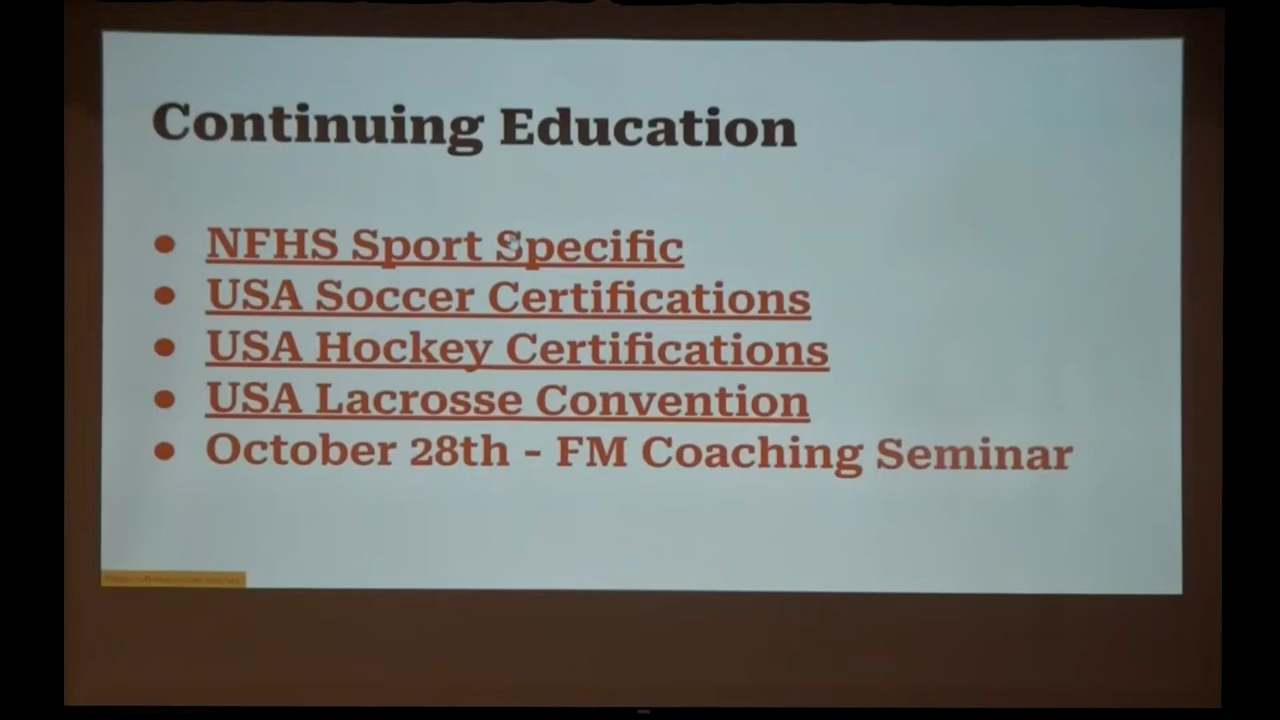 Continuing Education
● NFHS Sport Specific
● USA Soccer Certifications
● USA Hockey Certifications
● USA Lacrosse Convention
● October 28th - FM Coaching Seminar